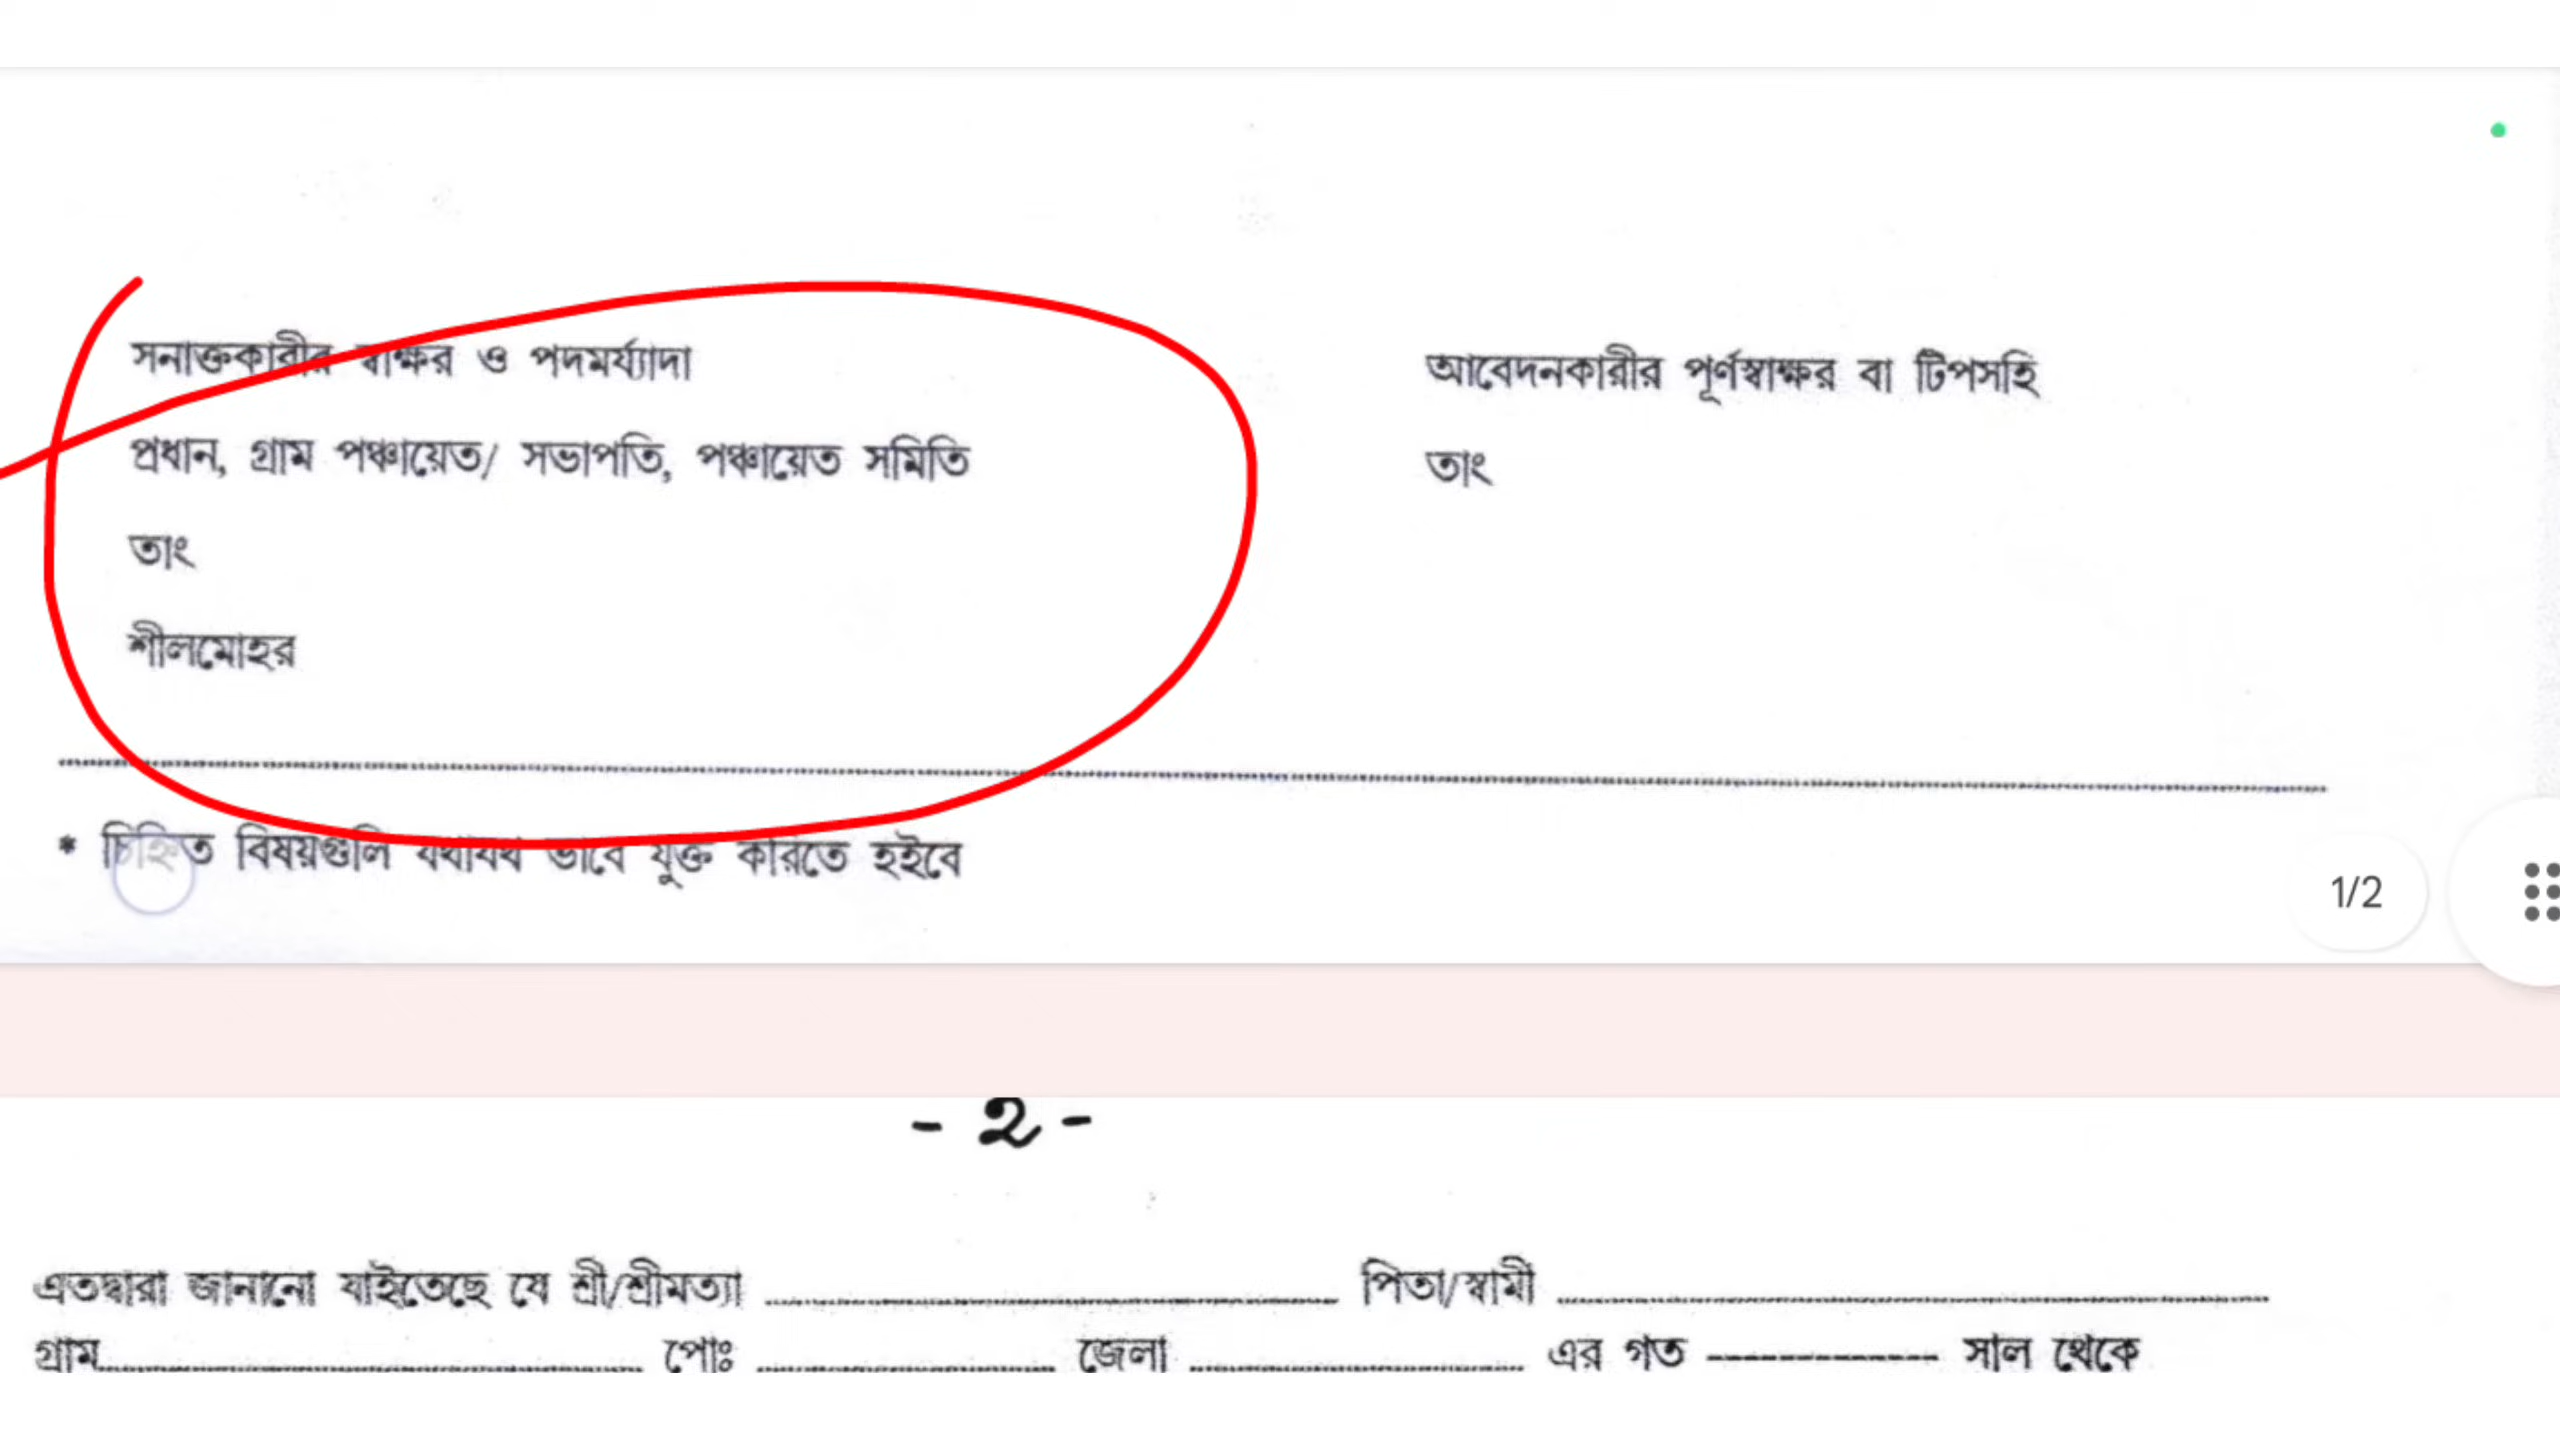 সনাক্তকারীর স্বাক্ষর ও পদমর্য্যাদা
প্রধান, গ্রাম পঞ্চায়েত/ সভাপতি, পঞ্চায়েত সমিতি
তাং
শীলমোহর
আবেদনকারীর পূর্ণস্বাক্ষর বা টিপসহি
তাং
* চিহ্নিত বিষয়গুলি যথাযথ ভাবে যুক্ত করিতে হইবে
1/2
- 2 -
এতদ্বারা জানানো যাইতেছে যে শ্রী/শ্রীমত্যা ........................ পিতা/স্বামী ........................
গ্রাম........................ পোঃ ........................ জেলা ........................ এর গত -------------- সাল থেকে